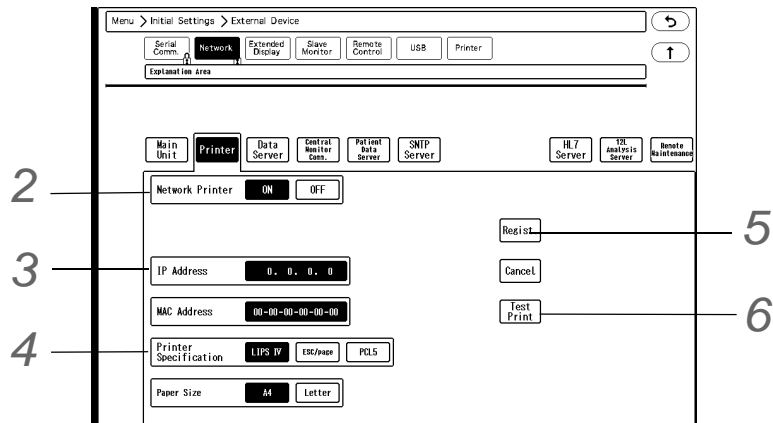 Menu > Initial Settings > External Device
Serial Comm. Network Extended Display Slave Monitor Remote Control USB Printer
Explanation Area
Main Unit Printer Data Server Central Monitor Comm. Patient Data Server SNTP Server HL7 Server 12L Analysis Server Remote Maintenance
2 Network Printer ON OFF
Regist 5
3 IP Address 0. 0. 0. 0 Cancel
MAC Address 00-00-00-00-00-00 Test Print 6
4 Printer Specification LIPS IV ESC/page PCL5
Paper Size A4 Letter